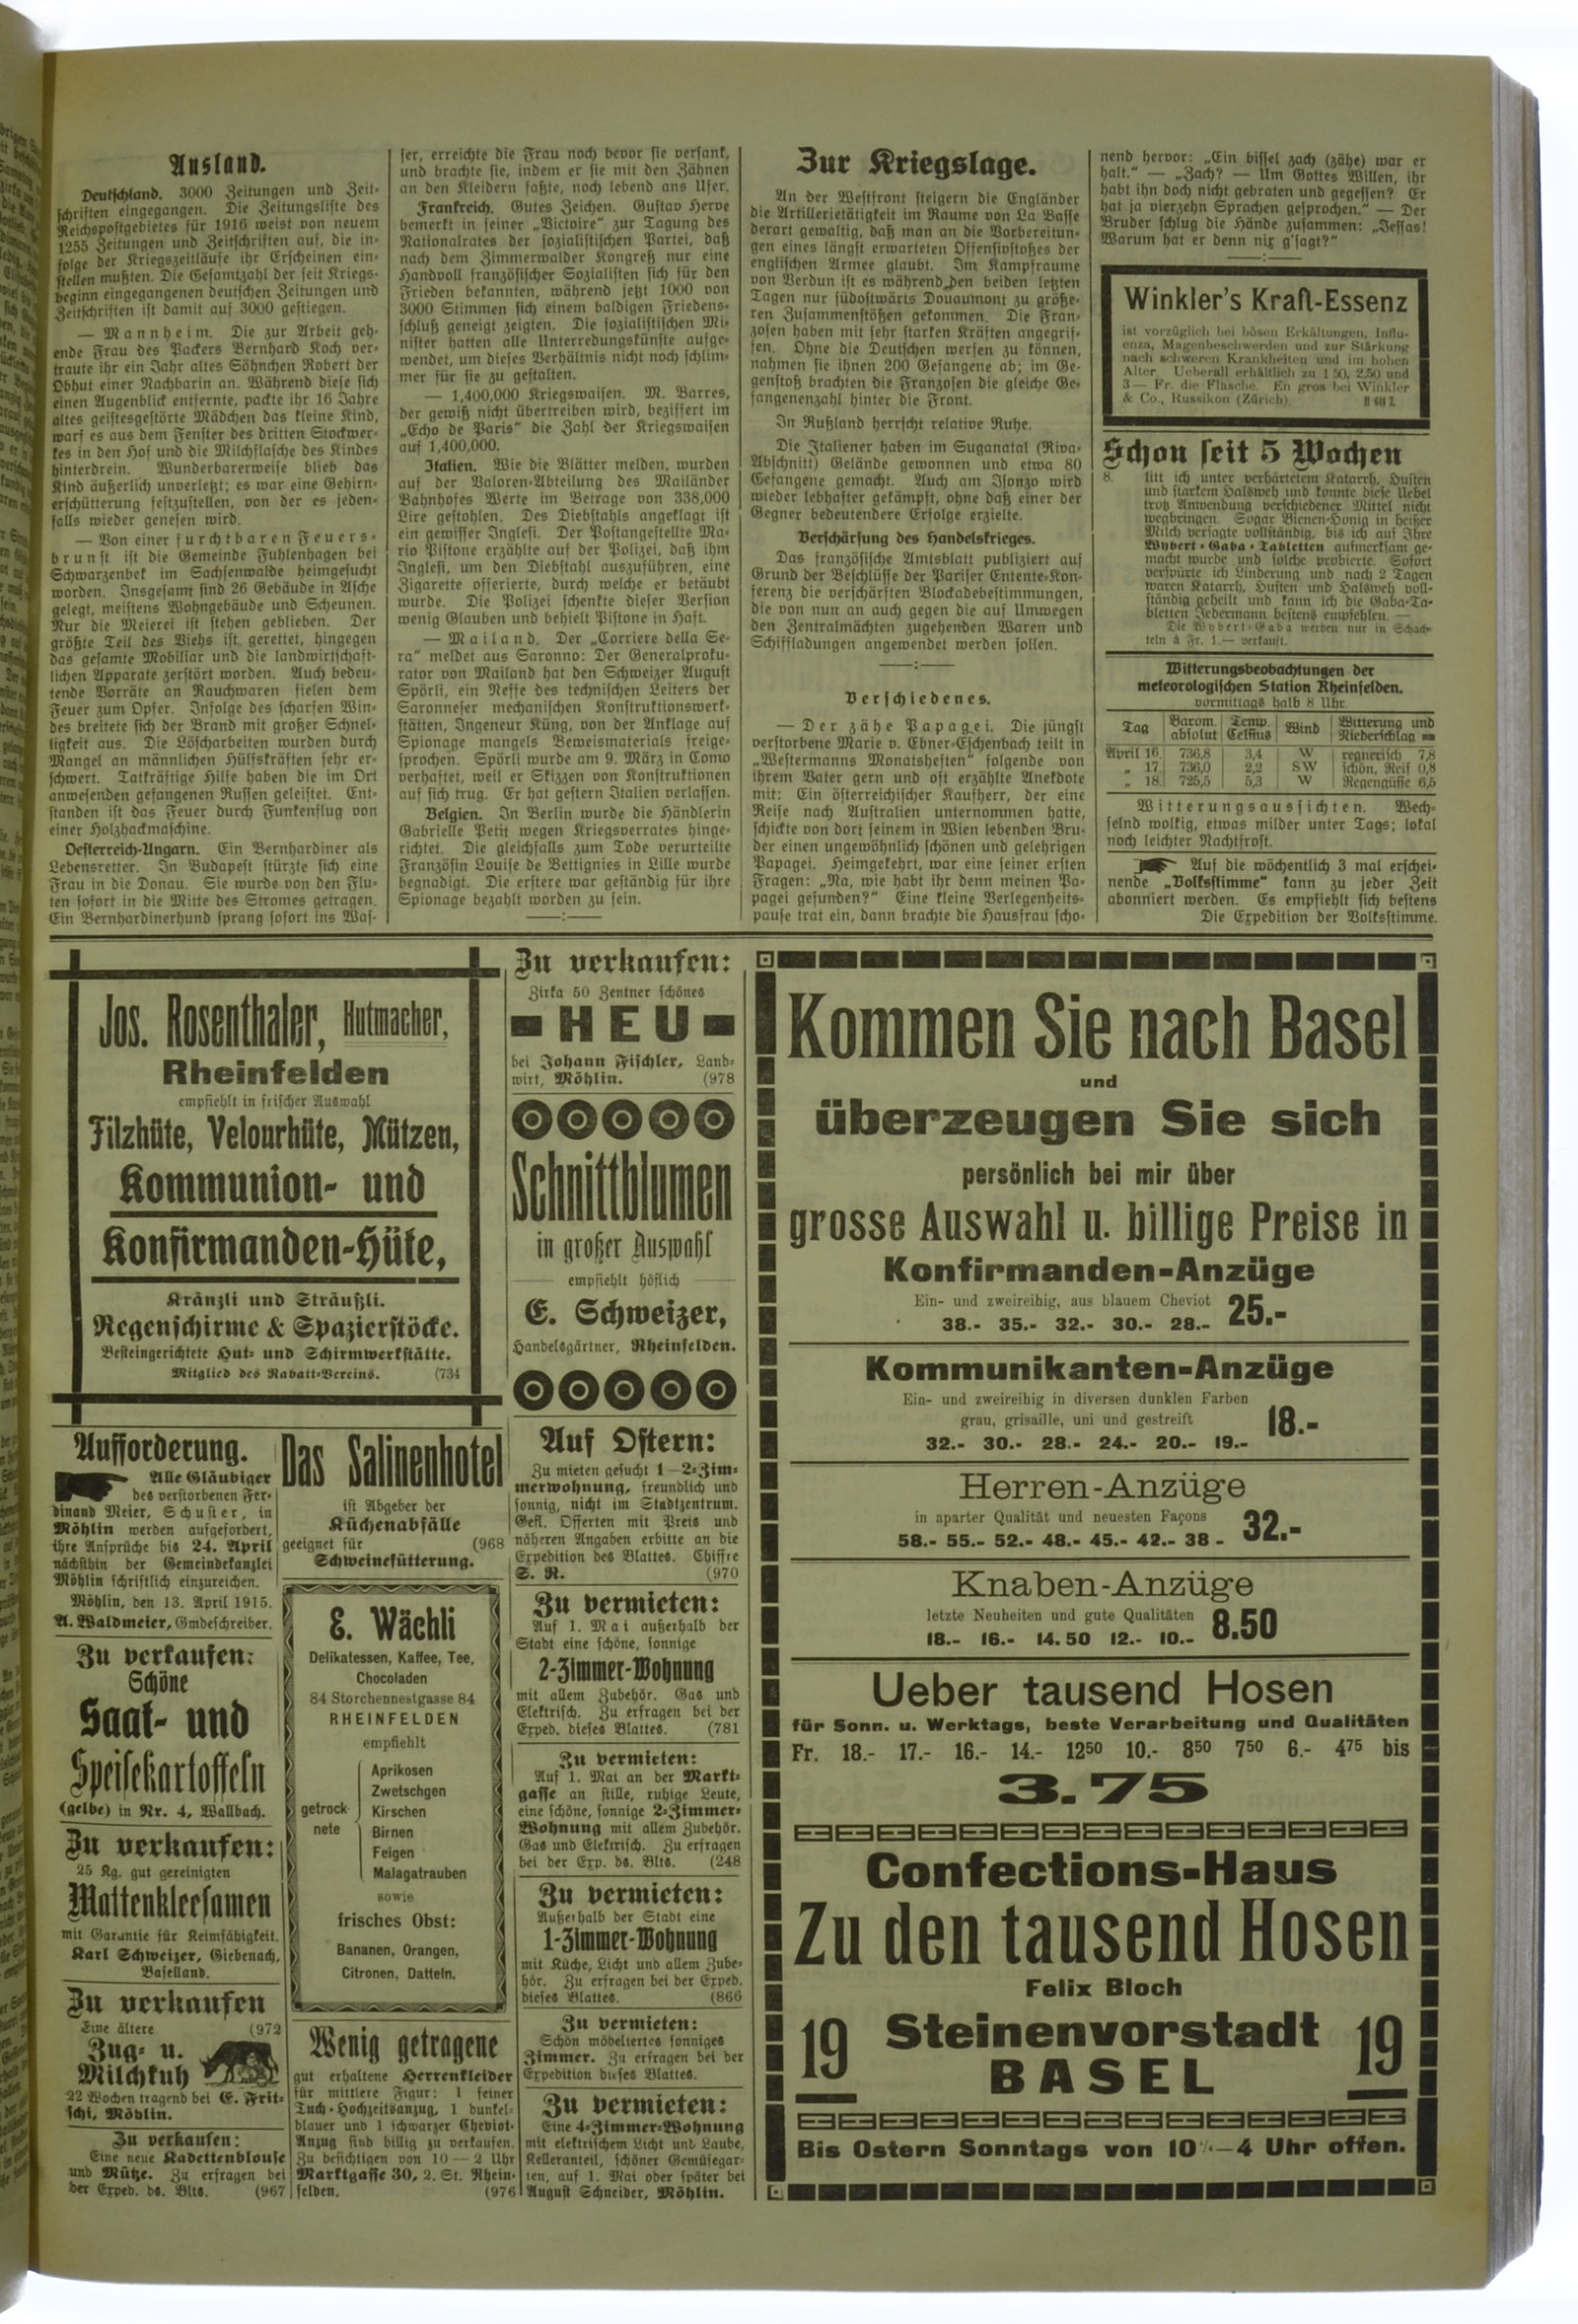 Ausland.
Deutschland. 3000 Zeitungen und Zeit-
schriften eingegangen. Die Zeitungsliste des
Reichspostgebietes für 1916 weist von neuem
1255 Zeitungen und Zeitschriften auf, die in-
folge der Kriegszeitläufe ihr Erscheinen ein-
stellen mußten. Die Gesamtzahl der seit Kriegs-
beginn eingegangenen deutschen Zeitungen und
Zeitschriften ist damit auf 3000 gestiegen.
— Mannheim. Die zur Arbeit geh-
ende Frau des Packers Bernhard Koch ver-
traute ihr ein Jahr altes Söhnchen Robert der
Obhut einer Nachbarin an. Während diese sich
einen Augenblick entfernte, packte ihr 16 Jahre
altes geistesgestörte Mädchen das kleine Kind,
warf es aus dem Fenster des dritten Stockwer-
kes in den Hof und die Milchflasche des Kindes
hinterdrein. Wunderbarerweise blieb das
Kind äußerlich unverletzt; es war eine Gehirn-
erschütterung festzustellen, von der es jeden-
falls wieder genesen wird.
— Von einer furchtbaren Feuers-
brunst ist die Gemeinde Fuhlenhagen bei
Schwarzenbek im Sachsenwalde heimgesucht
worden. Insgesamt sind 26 Gebäude in Asche
gelegt, meistens Wohngebäude und Scheunen.
Nur die Meierei ist stehen geblieben. Der
größte Teil des Viehs ist gerettet, hingegen
das gesamte Mobiliar und die landwirtschaft-
lichen Apparate zerstört worden. Auch bedeu-
tende Vorräte an Rauchwaren fielen dem
Feuer zum Opfer. Infolge des scharfen Win-
des breitete sich der Brand mit großer Schnel-
ligkeit aus. Die Löscharbeiten wurden durch
Mangel an männlichen Hülfskräften sehr er-
schwert. Tatkräftige Hilfe haben die im Ort
anwesenden gefangenen Russen geleistet. Ent-
standen ist das Feuer durch Funkenflug von
einer Holzhackmaschine.
Oesterreich-Ungarn. Ein Bernhardiner als
Lebensretter. In Budapest stürzte sich eine
Frau in die Donau. Sie wurde von den Flu-
ten sofort in die Mitte des Stromes getragen.
Ein Bernhardinerhund sprang sofort ins Was-
ser, erreichte die Frau noch bevor sie versank,
und brachte sie, indem er sie mit den Zähnen
an den Kleidern faßte, noch lebend ans Ufer.
Frankreich. Gutes Zeichen. Gustav Herve
bemerkt in seiner „Victoire“ zur Tagung des
Nationalrates der sozialistischen Partei, daß
nach dem Zimmerwalder Kongreß nur eine
Handvoll französischer Sozialisten sich für den
Frieden bekannten, während jetzt 1000 von
3000 Stimmen sich einem baldigen Friedens-
schluß geneigt zeigten. Die sozialistischen Mi-
nister hatten alle Unterredungskünste aufge-
wendet, um dieses Verhältnis nicht noch schlim-
mer für sie zu gestalten.
— 1,400,000 Kriegswaisen. M. Barres,
der gewiß nicht übertreiben wird, beziffert im
„Echo de Paris“ die Zahl der Kriegswaisen
auf 1,400,000.
Italien. Wie die Blätter melden, wurden
auf der Valoren-Abteilung des Mailänder
Bahnhofes Werte im Betrage von 338,000
Lire gestohlen. Des Diebstahls angeklagt ist
ein gewisser Inglesi. Der Postangestellte Ma-
rio Pistone erzählte auf der Polizei, daß ihm
Inglesi, um den Diebstahl auszuführen, eine
Zigarette offerierte, durch welche er betäubt
wurde. Die Polizei schenkte dieser Version
wenig Glauben und behielt Pistone in Haft.
— Mailand. Der „Corriere della Se-
ra“ meldet aus Saronno: Der Generalproku-
rator von Mailand hat den Schweizer August
Spörli, ein Neffe des technischen Leiters der
Saronneser mechanischen Konstruktionswerk-
stätten, Ingeneur Küng, von der Anklage auf
Spionage mangels Beweismaterials freige-
sprochen. Spörli wurde am 9. März in Como
verhaftet, weil er Skizzen von Konstruktionen
auf sich trug. Er hat gestern Italien verlassen.
Belgien. In Berlin wurde die Händlerin
Gabrielle Petit wegen Kriegsverrates hinge-
richtet. Die gleichfalls zum Tode verurteilte
Französin Louise de Bettignies in Lille wurde
begnadigt. Die erstere war geständig für ihre
Spionage bezahlt worden zu sein.
Zur Kriegslage.
An der Westfront steigern die Engländer
die Artillerietätigkeit im Raume von La Basse
derart gewaltig, daß man an die Vorbereitun-
gen eines längst erwarteten Offensivstoßes der
englischen Armee glaubt. Im Kampfraume
von Verdun ist es während den beiden letzten
Tagen nur südostwärts Douaumont zu größe-
ren Zusammenstößen gekommen. Die Fran-
zosen haben mit sehr starken Kräften angegrif-
fen. Ohne die Deutschen werfen zu können,
nahmen sie ihnen 200 Gefangene ab; im Ge-
genstoß brachten die Franzosen die gleiche Ge-
fangenenzahl hinter die Front.
In Rußland herrscht relative Ruhe.
Die Italiener haben im Suganatal (Riva-
Abschnitt) Gelände gewonnen und etwa 80
Gefangene gemacht. Auch am Isonzo wird
wieder lebhafter gekämpft, ohne daß einer der
Gegner bedeutendere Erfolge erzielte.
Verschärfung des Handelskrieges.
Das französische Amtsblatt publiziert auf
Grund der Beschlüsse der Pariser Entente-Kon-
ferenz die verschärften Blockadebestimmungen,
die von nun an auch gegen die auf Umwegen
den Zentralmächten zugehenden Waren und
Schiffladungen angewendet werden sollen.
Verschiedenes.
— Der zähe Papagei. Die jüngst
verstorbene Marie v. Ebner-Eschenbach teilt in
„Westermanns Monatsheften“ folgende von
ihrem Vater gern und oft erzählte Anekdote
mit: Ein österreichischer Kaufherr, der eine
Reise nach Australien unternommen hatte,
schickte von dort seinem in Wien lebenden Bru-
der einen ungewöhnlich schönen und gelehrigen
Papagei. Heimgekehrt, war eine seiner ersten
Fragen: „Na, wie habt ihr denn meinen Pa-
pagei gefunden?“ Eine kleine Verlegenheits-
pause trat ein, dann brachte die Hausfrau scho-
nend hervor: „Ein bissel zach (zähe) war er
halt.“ — „Zach? — Um Gottes Willen, ihr
habt ihn doch nicht gebraten und gegessen? Er
hat ja vierzehn Sprachen gesprochen.“ — Der
Bruder schlug die Hände zusammen: „Jessas!
Warum hat er denn nix g'sagt?“
Winkler's Kraft-Essenz
ist vorzüglich bei bösen Erkältungen, Influ-
enza, Magenbeschwerden und zur Stärkung
nach schweren Krankheiten und im hohen
Alter. Ueberall erhältlich zu 1 50, 2.50 und
3— Fr. die Flasche. En gros bei Winkler
& Co., Russikon (Zürich).
Schon seit 5 Wochen
8. litt ich unter verhärtetem Katarrh, Husten
und starkem Halsweh und konnte diese Uebel
trotz Anwendung verschiedener Mittel nicht
wegbringen. Sogar Bienen-Honig in heißer
Milch versagte vollständig, bis ich auf Ihre
Wybert-Gaba-Tabletten aufmerksam ge-
macht wurde und solche probierte. Sofort
verspürte ich Linderung und nach 2 Tagen
waren Katarrh, Husten und Halsweh voll-
ständig geheilt und kann ich die Gaba-Ta-
bletten Jedermann bestens empfehlen. —
Die Wybert-Gaba werden nur in Schach-
teln à Fr. 1.— verkauft.
Witterungsbeobachtungen der
meteorologischen Station Rheinfelden.
vormittags halb 8 Uhr.
Tag | Barom. absolut | Temp. Celsius | Wind | Witterung und Niederschlag mm
April 16. 736,8 3,4 W regnerisch 7,8
„ 17. 736,0 2,2 SW schön, Reif 0,8
„ 18. 725,5 5,3 W Regengüsse 6,5
Witterungsaussichten. Wech-
selnd wolkig, etwas milder unter Tags; lokal
noch leichter Nachtfrost.
Auf die wöchentlich 3 mal erschei-
nende „Volksstimme“ kann zu jeder Zeit
abonniert werden. Es empfiehlt sich bestens
Die Expedition der Volksstimme.
Jos. Rosenthaler, Hutmacher,
Rheinfelden
empfiehlt in frischer Auswahl
Filzhüte, Velourhüte, Mützen,
Kommunion- und
Konfirmanden-Hüte,
Kränzli und Sträußli.
Regenschirme & Spazierstöcke.
Besteingerichtete Hut- und Schirmwerkstätte.
Mitglied des Rabatt-Vereins. (734
Aufforderung.
Alle Gläubiger
des verstorbenen Fer-
dinand Meier, Schuster, in
Möhlin werden aufgefordert,
ihre Ansprüche bis 24. April
nächsthin der Gemeindekanzlei
Möhlin schriftlich einzureichen.
Möhlin, den 13. April 1915.
A. Waldmeier, Gmdeschreiber.
Zu verkaufen:
Schöne
Saat- und
Speisekartoffeln
(gelbe) in Nr. 4, Wallbach.
Zu verkaufen:
25 Kg. gut gereinigten
Mattenkleesamen
mit Garantie für Keimfähigkeit.
Karl Schweizer, Giebenach,
Baselland.
Zu verkaufen
Eine ältere (972
Zug- u.
Milchkuh
22 Wochen tragend bei E. Frit-
schi, Möhlin.
Zu verkaufen:
Eine neue Kadettenblouse
und Mütze. Zu erfragen bei
der Exped. ds. Blts. (967
Das Salinenhotel
ist Abgeber der
Küchenabfälle
geeignet für (968
Schweinefütterung.
E. Wächli
Delikatessen, Kaffee, Tee,
Chocoladen
84 Storchennestgasse 84
RHEINFELDEN
empfiehlt
getrock-
nete
Aprikosen
Zwetschgen
Kirschen
Birnen
Feigen
Malagatrauben
sowie
frisches Obst:
Bananen, Orangen,
Citronen, Datteln.
Wenig getragene
gut erhaltene Herrenkleider
für mittlere Figur: 1 feiner
Tuch-Hochzeitsanzug, 1 dunkel-
blauer und 1 schwarzer Cheviot-
Anzug sind billig zu verkaufen.
Zu besichtigen von 10—2 Uhr
Marktgasse 30, 2. St. Rhein-
felden. (976
Zu verkaufen:
Zirka 50 Zentner schönes
HEU
bei Johann Fischler, Land-
wirt, Möhlin. (978
Schnittblumen
in großer Auswahl
empfiehlt höflich
E. Schweizer,
Handelsgärtner, Rheinfelden.
Auf Ostern:
Zu mieten gesucht 1—2-Zim-
merwohnung, freundlich und
sonnig, nicht im Stadtzentrum.
Gefl. Offerten mit Preis und
näheren Angaben erbitte an die
Expedition des Blattes. Chiffre
S. R. (970
Zu vermieten:
Auf 1. Mai außerhalb der
Stadt eine schöne, sonnige
2-Zimmer-Wohnung
mit allem Zubehör. Gas und
Elektrisch. Zu erfragen bei der
Exped. dieses Blattes. (781
Zu vermieten:
Auf 1. Mai an der Markt-
gasse an stille, ruhige Leute,
eine schöne, sonnige 2-Zimmer-
Wohnung mit allem Zubehör.
Gas und Elektrisch. Zu erfragen
bei der Exp. ds. Blts. (248
Zu vermieten:
Außerhalb der Stadt eine
1-Zimmer-Wohnung
mit Küche, Licht und allem Zube-
hör. Zu erfragen bei der Exped.
dieses Blattes. (866
Zu vermieten:
Schön möbeliertes sonniges
Zimmer. Zu erfragen bei der
Expedition dieses Blattes.
Zu vermieten:
Eine 4-Zimmer-Wohnung
mit elektrischem Licht und Laube,
Kelleranteil, schöner Gemüsegar-
ten, auf 1. Mai oder später bei
August Schneider, Möhlin.
Kommen Sie nach Basel
und
überzeugen Sie sich
persönlich bei mir über
grosse Auswahl u. billige Preise in
Konfirmanden-Anzüge
Ein- und zweireihig, aus blauem Cheviot
38.- 35.- 32.- 30.- 28.- 25.-
Kommunikanten-Anzüge
Ein- und zweireihig in diversen dunklen Farben
grau, grisaille, uni und gestreift
32.- 30.- 28.- 24.- 20.- 19.- 18.-
Herren-Anzüge
in aparter Qualität und neuesten Façons
58.- 55.- 52.- 48.- 45.- 42.- 38 - 32.-
Knaben-Anzüge
letzte Neuheiten und gute Qualitäten
18.- 16.- 14.50 12.- 10.- 8.50
Ueber tausend Hosen
für Sonn. u. Werktags, beste Verarbeitung und Qualitäten
Fr. 18.- 17.- 16.- 14.- 12⁵⁰ 10.- 8⁵⁰ 7⁵⁰ 6.- 4⁷⁵ bis
3.75
Confections-Haus
Zu den tausend Hosen
Felix Bloch
19 Steinenvorstadt 19
BASEL
Bis Ostern Sonntags von 10½—4 Uhr offen.